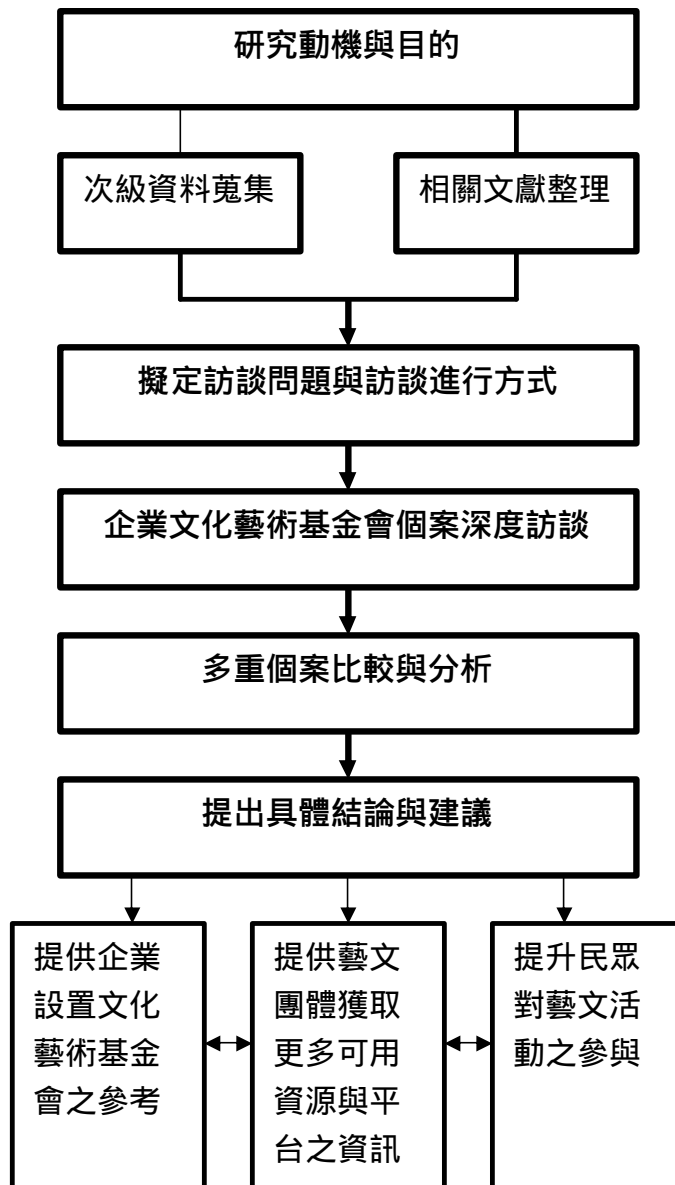 研究動機與目的
次級資料蒐集
相關文獻整理
擬定訪談問題與訪談進行方式
企業文化藝術基金會個案深度訪談
多重個案比較與分析
提出具體結論與建議
提供企業
設置文化
藝術基金
會之參考
提供藝文
團體獲取
更多可用
資源與平
台之資訊
提升民眾
對藝文活
動之參與